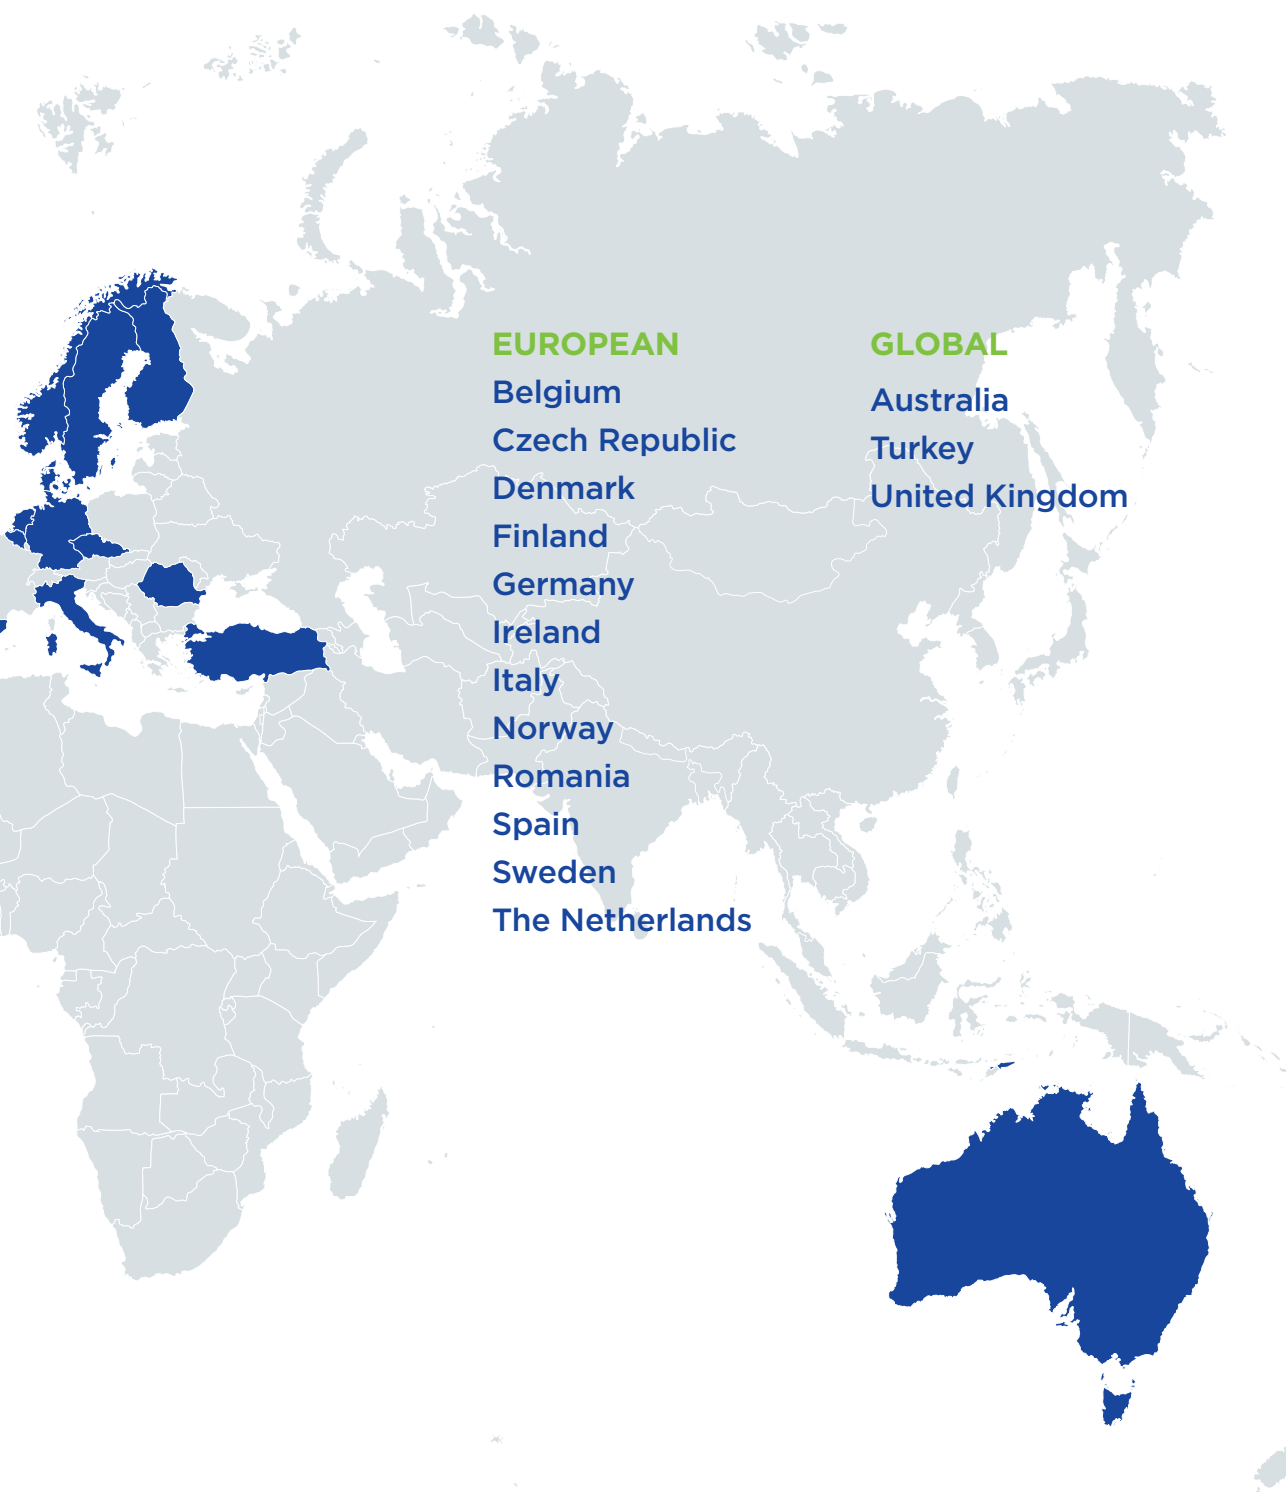 EUROPEAN
Belgium
Czech Republic
Denmark
Finland
Germany
Ireland
Italy
Norway
Romania
Spain
Sweden
The Netherlands
GLOBAL
Australia
Turkey
United Kingdom